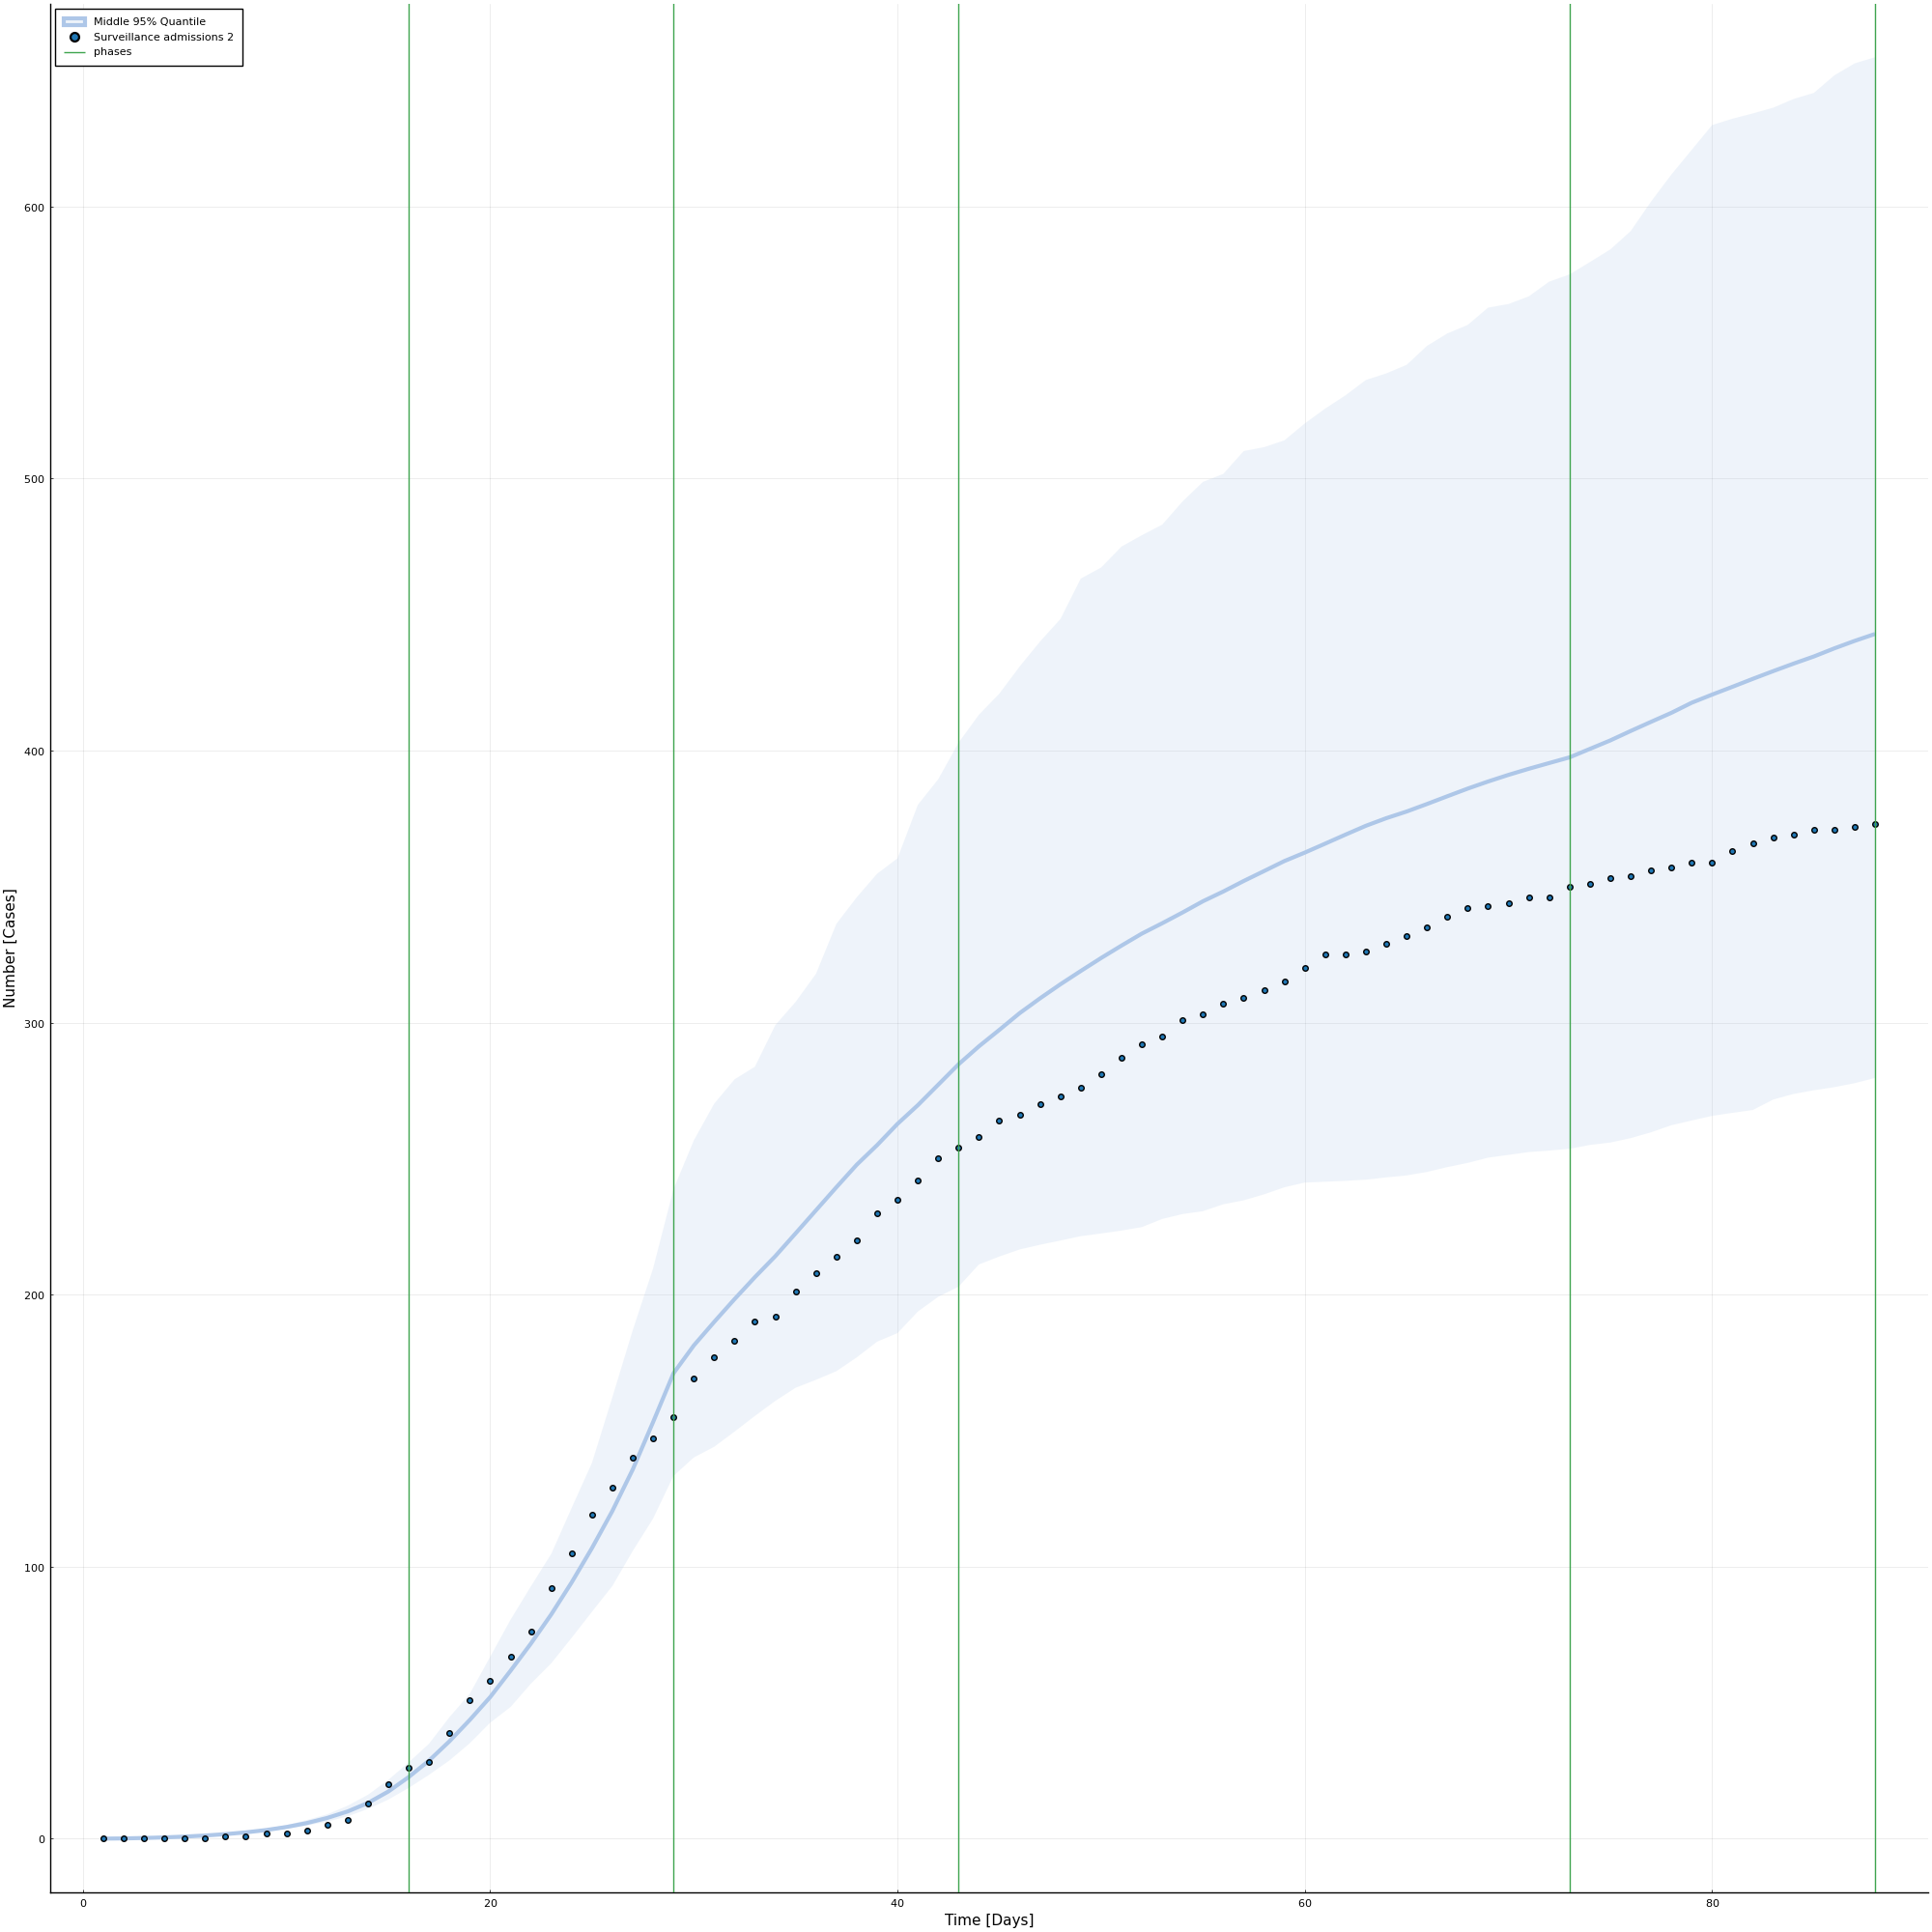 Middle 95% Quantile
Surveillance admissions 2
phases
600
500
400
300
200
100
0
Number [Cases]
0 20 40 60 80
Time [Days]